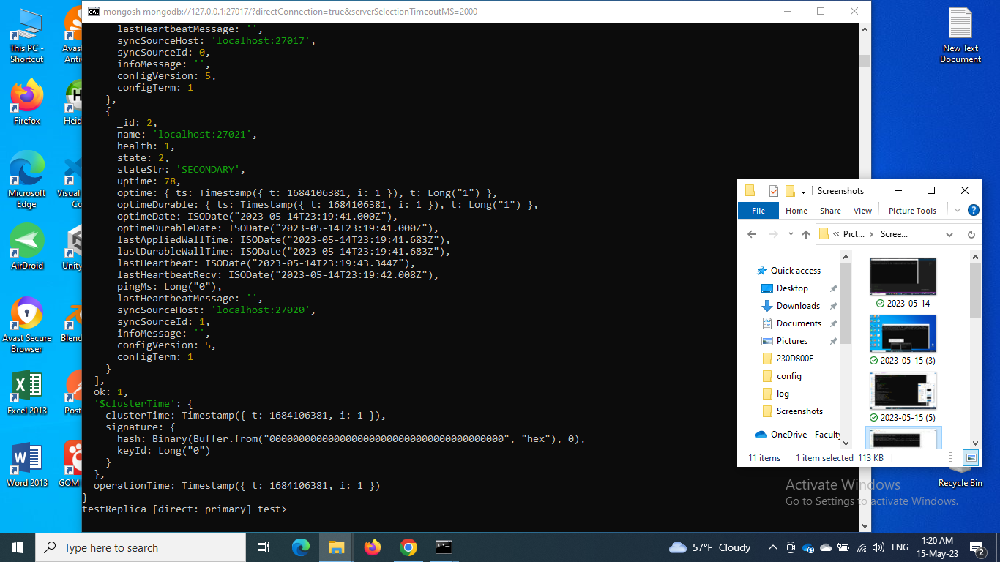 mongosh mongodb://127.0.0.1:27017/?directConnection=true&serverSelectionTimeoutMS=2000
lastHeartbeatMessage: '',
syncSourceHost: 'localhost:27017',
syncSourceId: 0,
infoMessage: '',
configVersion: 5,
configTerm: 1
},
{
_id: 2,
name: 'localhost:27021',
health: 1,
state: 2,
stateStr: 'SECONDARY',
uptime: 78,
optime: { ts: Timestamp({ t: 1684106381, i: 1 }), t: Long("1") },
optimeDurable: { ts: Timestamp({ t: 1684106381, i: 1 }), t: Long("1") },
optimeDate: ISODate("2023-05-14T23:19:41.000Z"),
optimeDurableDate: ISODate("2023-05-14T23:19:41.000Z"),
lastAppliedWallTime: ISODate("2023-05-14T23:19:41.683Z"),
lastDurableWallTime: ISODate("2023-05-14T23:19:41.683Z"),
lastHeartbeat: ISODate("2023-05-14T23:19:43.344Z"),
lastHeartbeatRecv: ISODate("2023-05-14T23:19:42.008Z"),
pingMs: Long("0"),
lastHeartbeatMessage: '',
syncSourceHost: 'localhost:27020',
syncSourceId: 1,
infoMessage: '',
configVersion: 5,
configTerm: 1
}
],
ok: 1,
'$clusterTime': {
clusterTime: Timestamp({ t: 1684106381, i: 1 }),
signature: {
hash: Binary(Buffer.from("0000000000000000000000000000000000000000", "hex"), 0),
keyId: Long("0")
}
},
operationTime: Timestamp({ t: 1684106381, i: 1 })
}
testReplica [direct: primary] test>
This PC -
Shortcut
Avas
Anti
Firefox
Heid
Microsoft
Edge
Visual
Co
AirDroid
Unity
Avast Secure
Browser
Blend
Excel 2013
Post
Word 2013
GOM
New Text
Document
Screenshots
File
Home
Share
View
Picture Tools
« Pict... › Scree...
Quick access
Desktop
Downloads
Documents
Pictures
230D800E
config
log
Screenshots
OneDrive - Faculty
2023-05-14
2023-05-15 (3)
2023-05-15 (5)
11 items
1 item selected 113 KB
Recycle Bin
Activate Windows
Go to Settings to activate Windows.
Type here to search
57°F Cloudy
ENG
1:20 AM
15-May-23
2